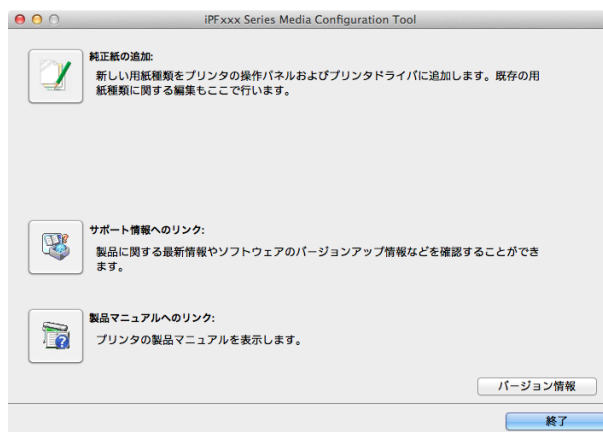 iPFxxx Series Media Configuration Tool
純正紙の追加:
新しい用紙種類をプリンタの操作パネルおよびプリンタドライバに追加します。既存の用
紙種類に関する編集もここで行います。
サポート情報へのリンク:
製品に関する最新情報やソフトウェアのバージョンアップ情報などを確認することができ
ます。
製品マニュアルへのリンク:
プリンタの製品マニュアルを表示します。
バージョン情報
終了